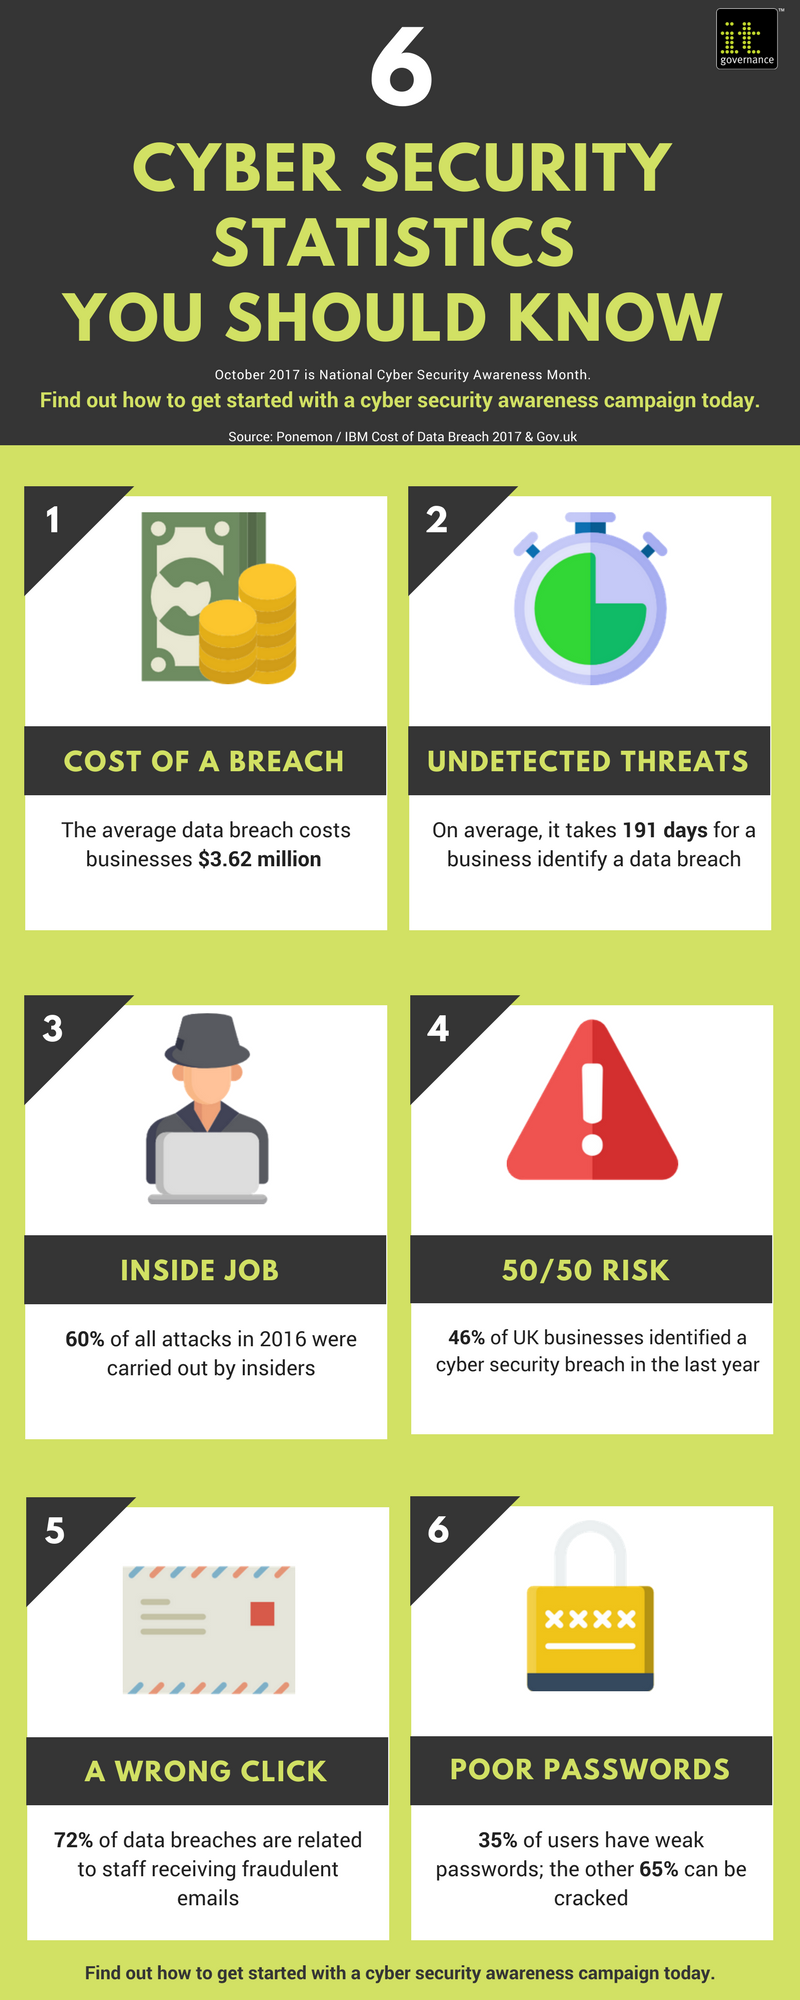 it
governance
™
6
CYBER SECURITY
STATISTICS
YOU SHOULD KNOW
October 2017 is National Cyber Security Awareness Month.
Find out how to get started with a cyber security awareness campaign today.
Source: Ponemon / IBM Cost of Data Breach 2017 & Gov.uk
1
COST OF A BREACH
The average data breach costs
businesses $3.62 million
2
UNDETECTED THREATS
On average, it takes 191 days for a
business identify a data breach
3
INSIDE JOB
60% of all attacks in 2016 were
carried out by insiders
4
50/50 RISK
46% of UK businesses identified a
cyber security breach in the last year
5
A WRONG CLICK
72% of data breaches are related
to staff receiving fraudulent
emails
6
xxxx
POOR PASSWORDS
35% of users have weak
passwords; the other 65% can be
cracked
Find out how to get started with a cyber security awareness campaign today.